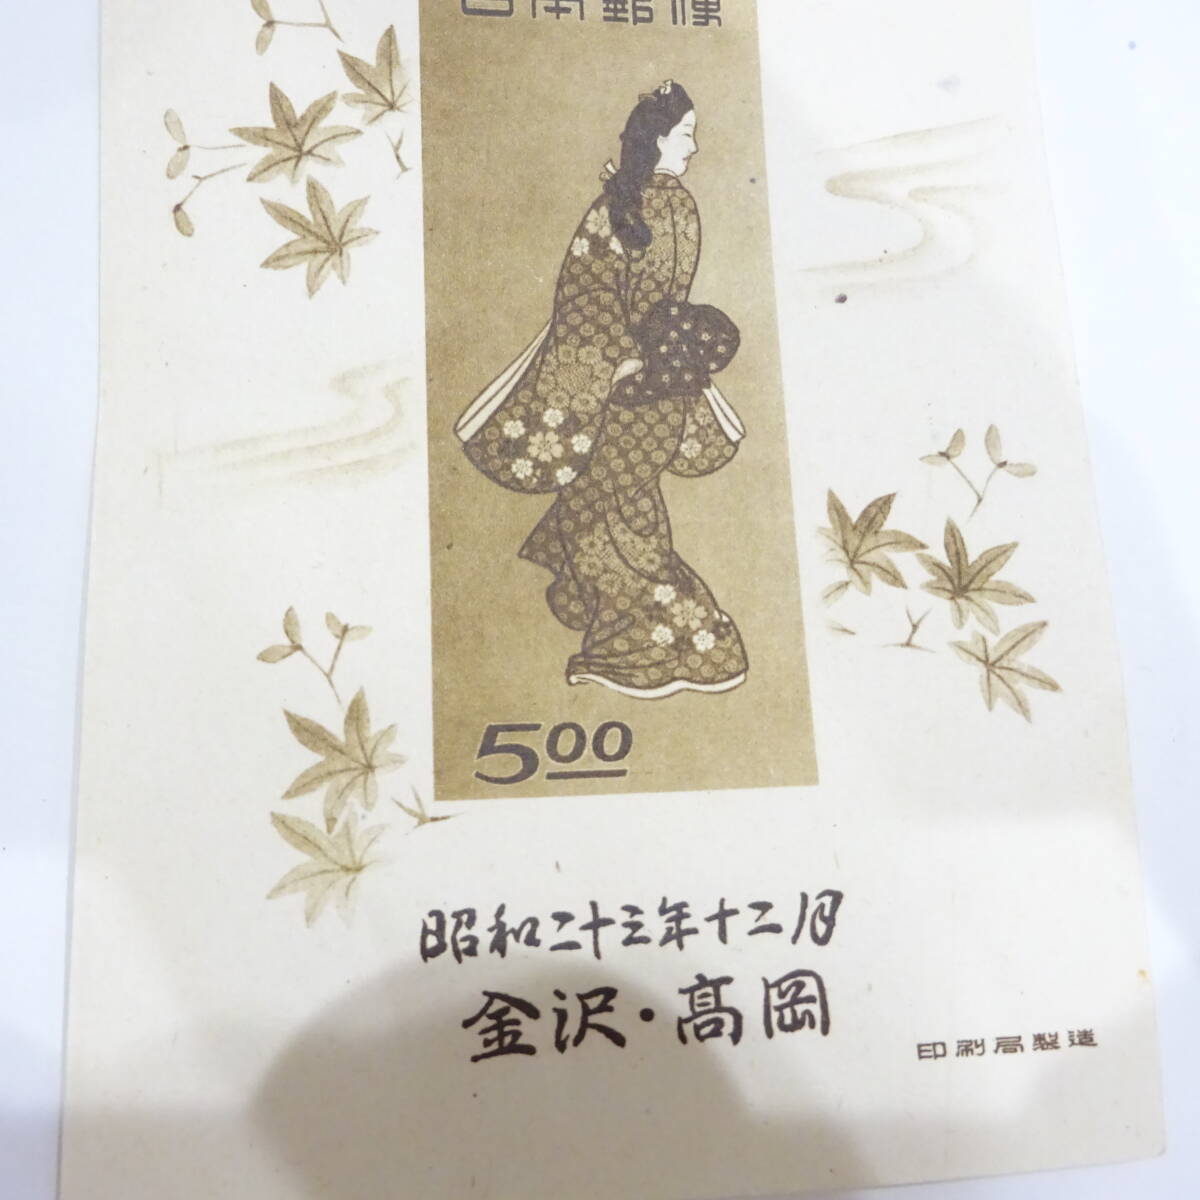 日本郵便
5.00
昭和二十三年十二月
金沢・髙岡
印刷局製造